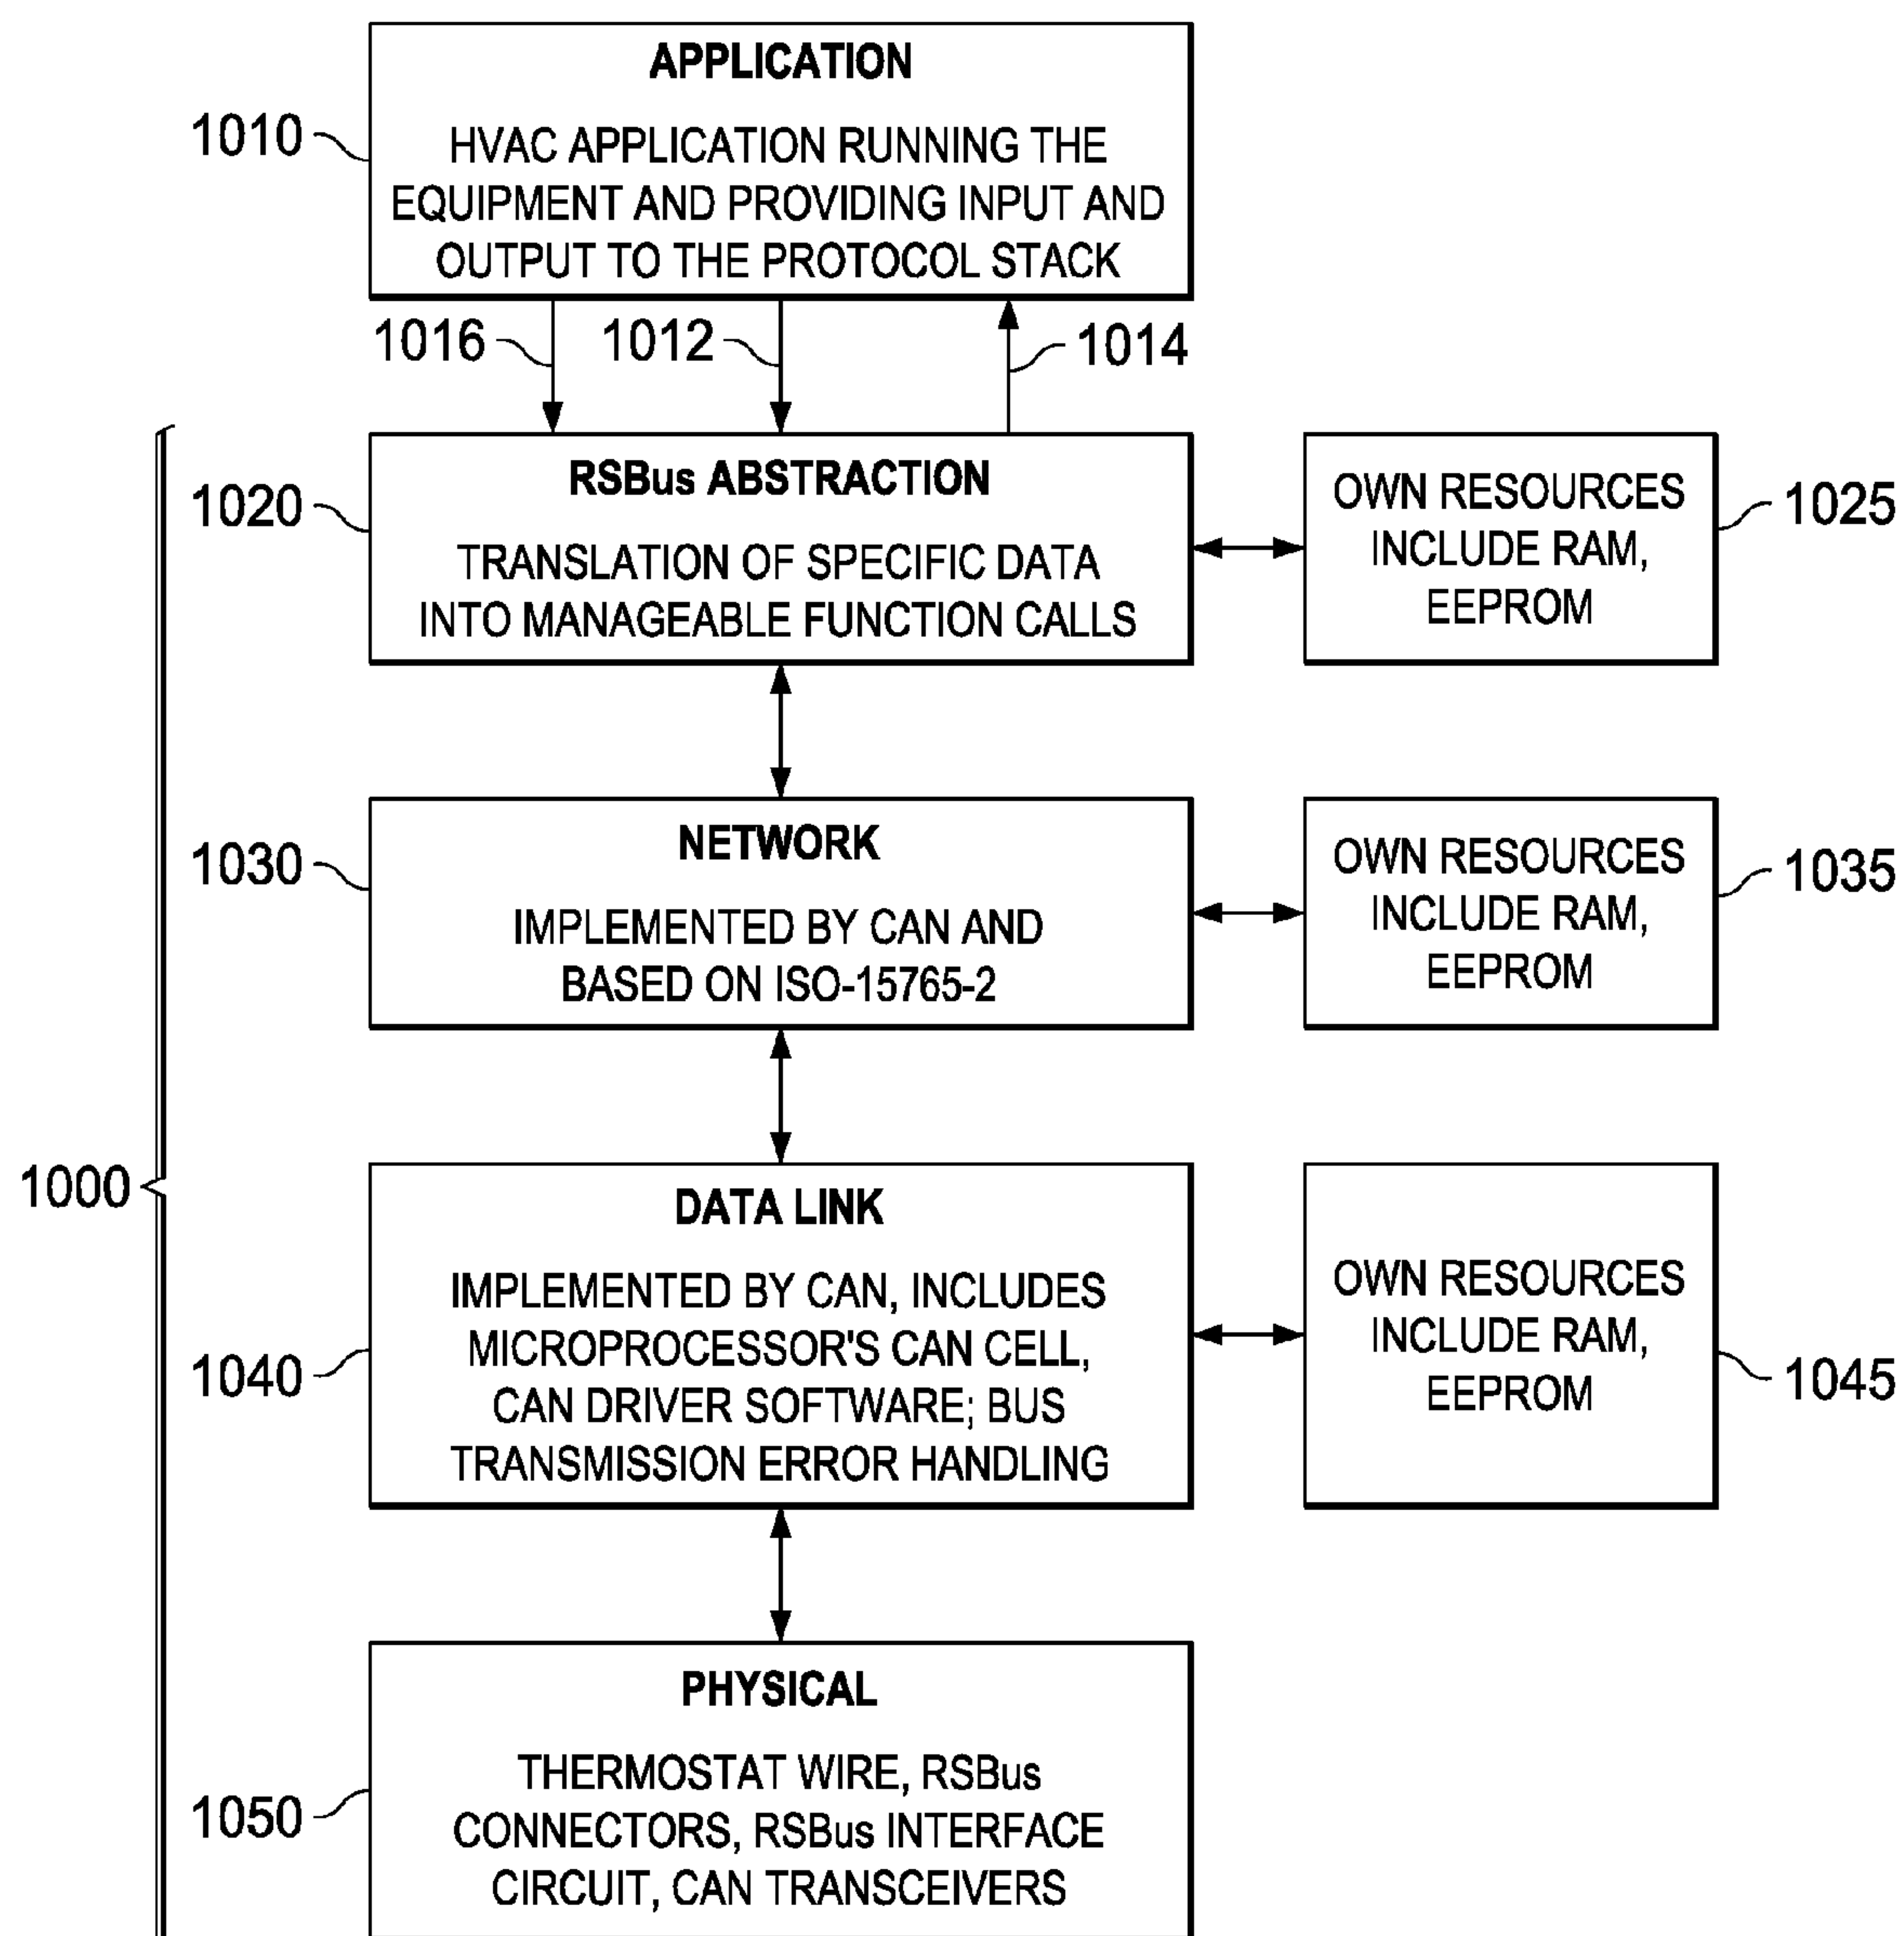 APPLICATION
1010
HVAC APPLICATION RUNNING THE
EQUIPMENT AND PROVIDING INPUT AND
OUTPUT TO THE PROTOCOL STACK
1016
1012
1014
RSBus ABSTRACTION
1020
TRANSLATION OF SPECIFIC DATA
INTO MANAGEABLE FUNCTION CALLS
OWN RESOURCES
INCLUDE RAM,
EEPROM
1025
NETWORK
1030
IMPLEMENTED BY CAN AND
BASED ON ISO-15765-2
OWN RESOURCES
INCLUDE RAM,
EEPROM
1035
1000
DATA LINK
1040
IMPLEMENTED BY CAN, INCLUDES
MICROPROCESSOR'S CAN CELL,
CAN DRIVER SOFTWARE; BUS
TRANSMISSION ERROR HANDLING
OWN RESOURCES
INCLUDE RAM,
EEPROM
1045
PHYSICAL
1050
THERMOSTAT WIRE, RSBus
CONNECTORS, RSBus INTERFACE
CIRCUIT, CAN TRANSCEIVERS